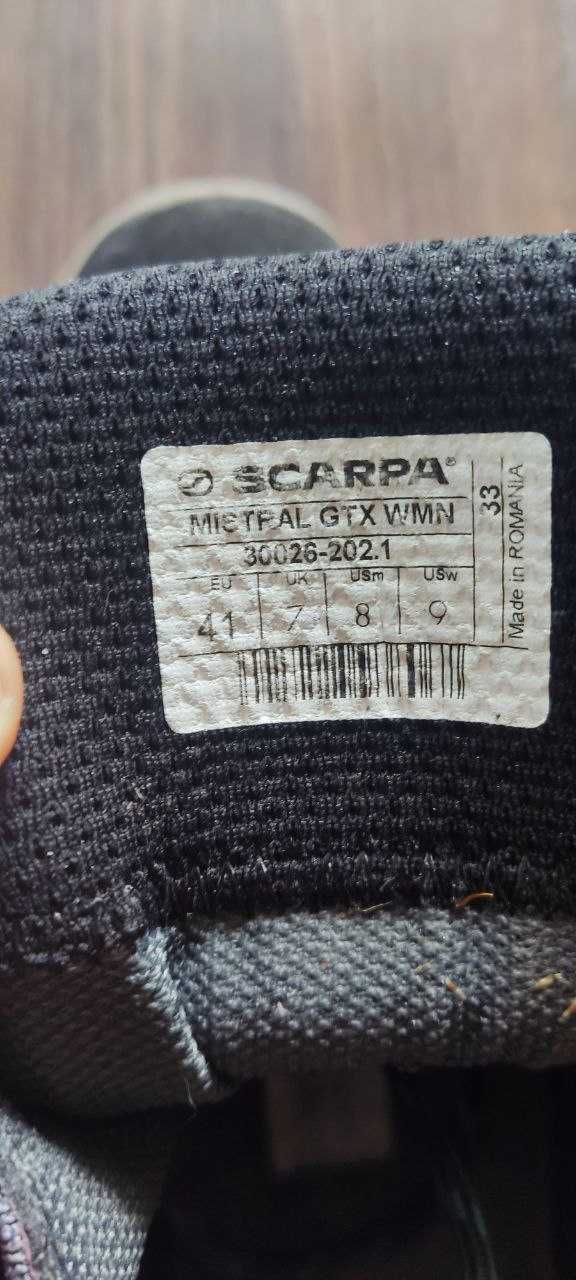 SCARPA®
MISTRAL GTX WMN
30026-202.1
EU UK USm USw
41 7 8 9
33
Made in ROMANIA